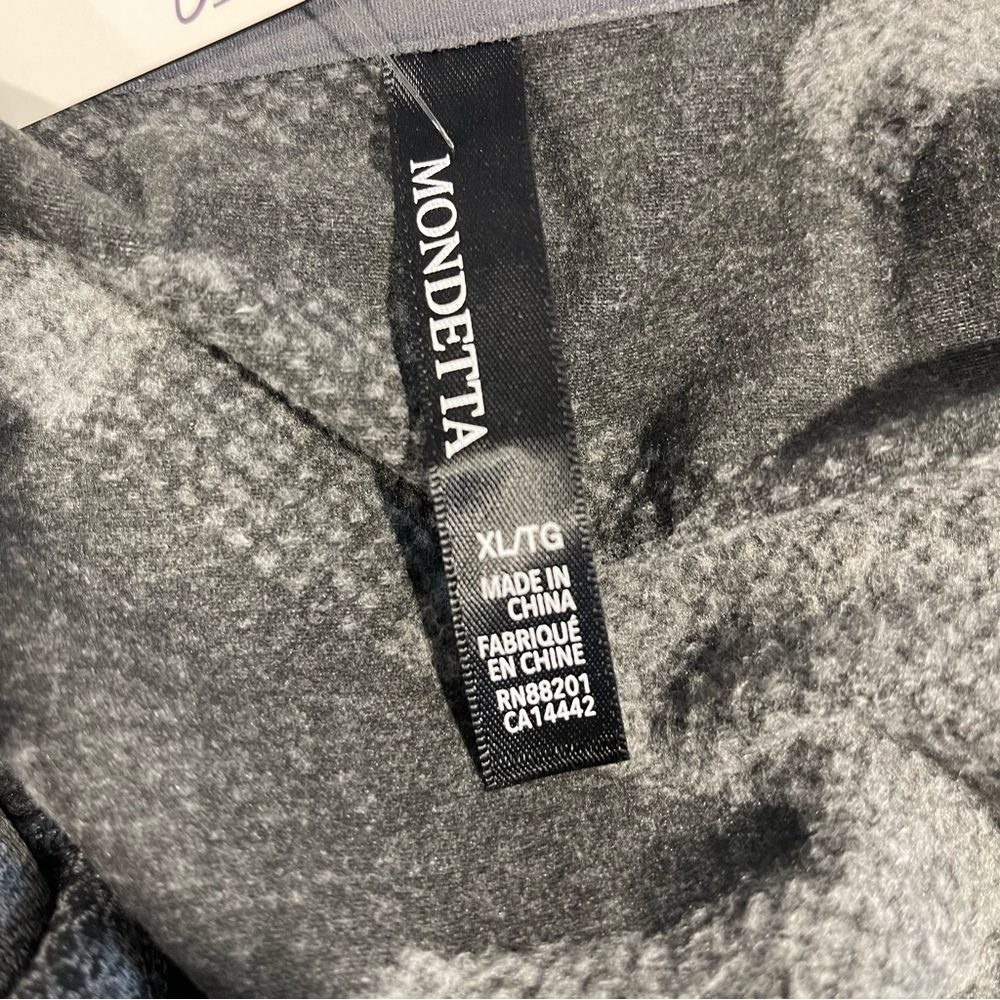 MONDETTA
XL/TG
MADE IN
CHINA
FABRIQUÉ
EN CHINE
RN88201
CA14442